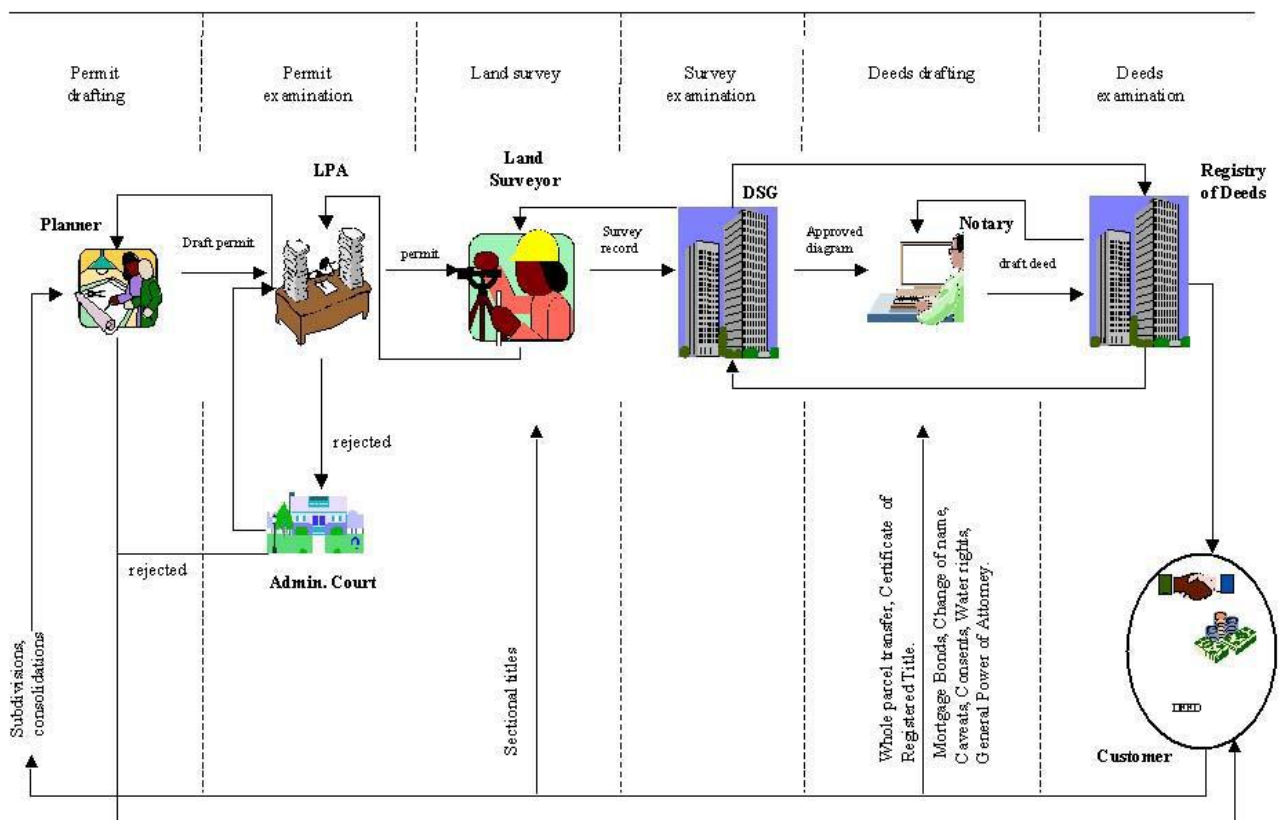 Permit
drafting
Permit
examination
Land survey
Survey
examination
Deeds drafting
Deeds
examination
LPA
Land
Surveyor
DSG
Registry
of Deeds
Planner
Notary
Draft permit
permit
Survey
record
Approved
diagram
draft deed
rejected
rejected
Admin. Court
Subdivisions,
consolidations
Sectional titles
Whole parcel transfer, Certificate of
Registered Title.
Mortgage Bonds, Change of name,
Caveats, Consents, Water rights,
General Power of Attorney.
DEED
Customer